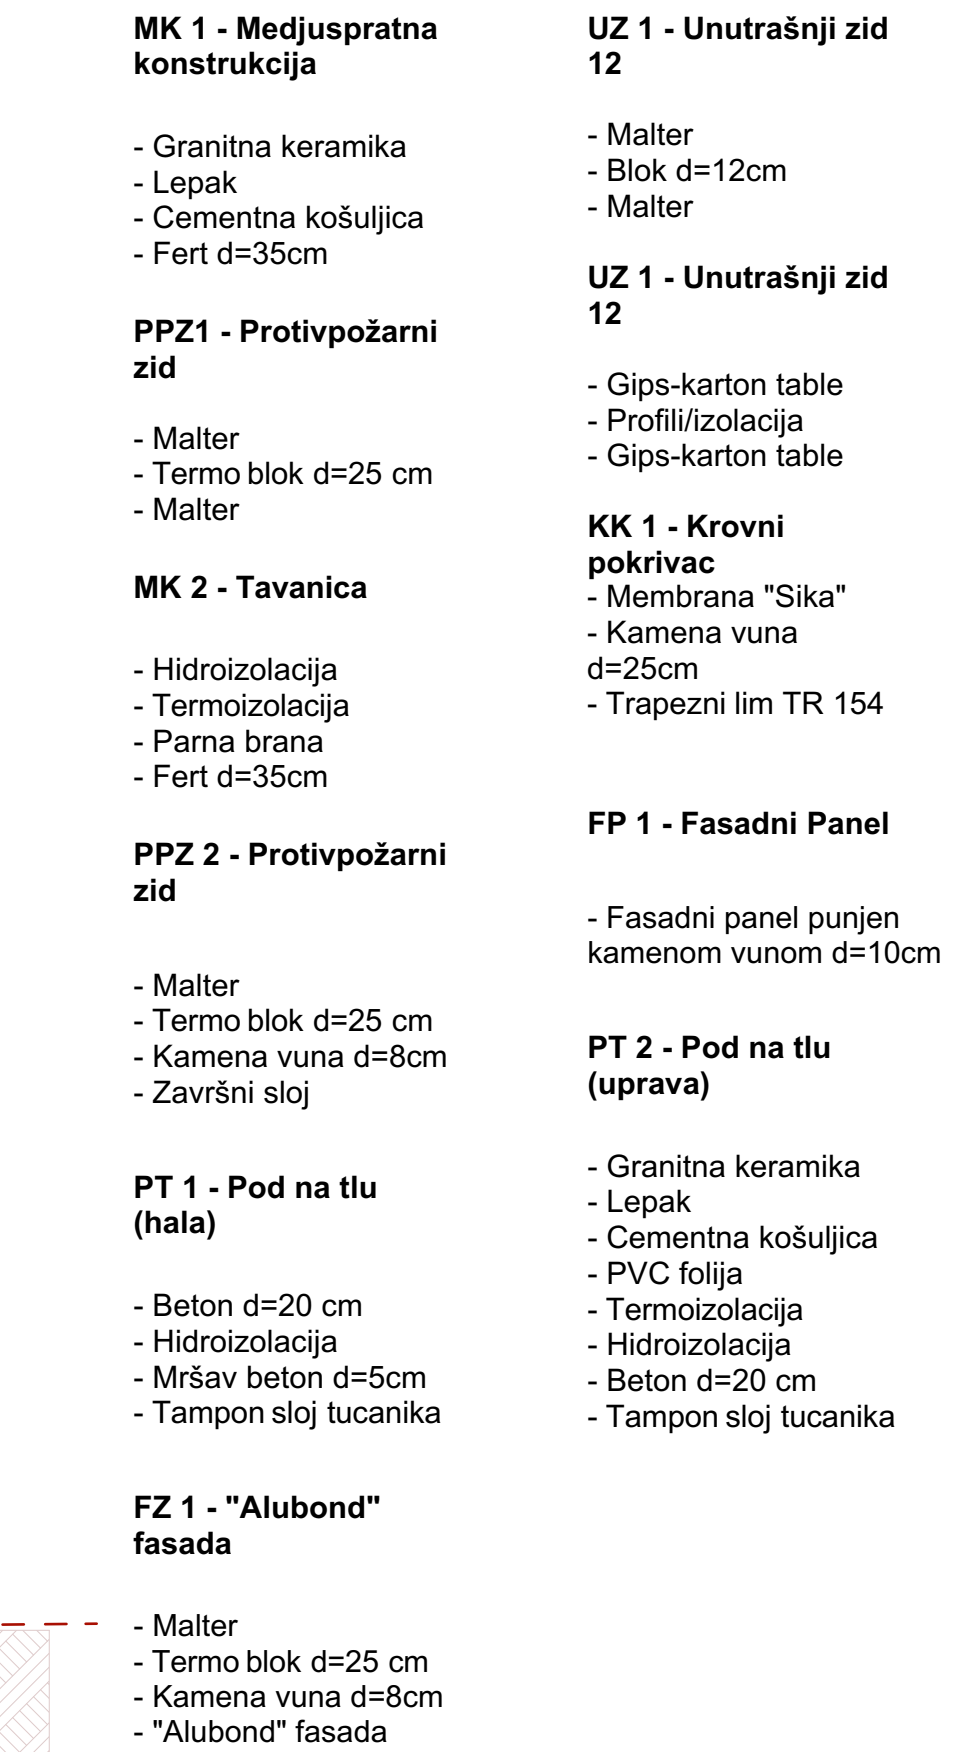 MK 1 - Medjuspratna
konstrukcija
- Granitna keramika
- Lepak
- Cementna košuljica
- Fert d=35cm
PPZ1 - Protivpožarni
zid
- Malter
- Termo blok d=25 cm
- Malter
MK 2 - Tavanica
- Hidroizolacija
- Termoizolacija
- Parna brana
- Fert d=35cm
PPZ 2 - Protivpožarni
zid
- Malter
- Termo blok d=25 cm
- Kamena vuna d=8cm
- Završni sloj
PT 1 - Pod na tlu
(hala)
- Beton d=20 cm
- Hidroizolacija
- Mršav beton d=5cm
- Tampon sloj tucanika
FZ 1 - "Alubond"
fasada
- Malter
- Termo blok d=25 cm
- Kamena vuna d=8cm
- "Alubond" fasada
UZ 1 - Unutrašnji zid
12
- Malter
- Blok d=12cm
- Malter
UZ 1 - Unutrašnji zid
12
- Gips-karton table
- Profili/izolacija
- Gips-karton table
KK 1 - Krovni
pokrivac
- Membrana "Sika"
- Kamena vuna
d=25cm
- Trapezni lim TR 154
FP 1 - Fasadni Panel
- Fasadni panel punjen
kamenom vunom d=10cm
PT 2 - Pod na tlu
(uprava)
- Granitna keramika
- Lepak
- Cementna košuljica
- PVC folija
- Termoizolacija
- Hidroizolacija
- Beton d=20 cm
- Tampon sloj tucanika